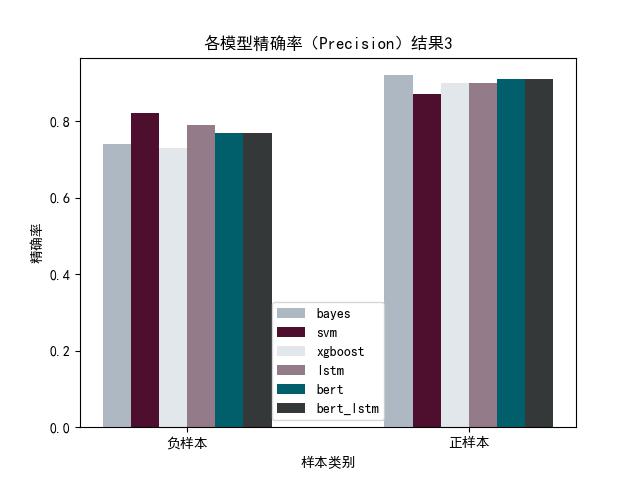 各模型精确率（Precision）结果3
精确率
0.8
0.6
0.4
0.2
0.0
bayes
svm
xgboost
lstm
bert
bert_lstm
负样本
正样本
样本类别